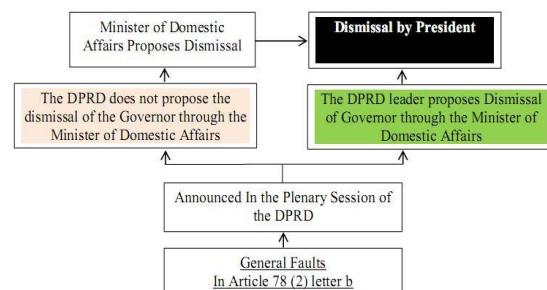 Minister of Domestic
Affairs Proposes Dismissal
Dismissal by President
The DPRD does not propose the
dismissal of the Governor through the
Minister of Domestic Affairs
The DPRD leader proposes Dismissal
of Governor through the Minister of
Domestic Affairs
Announced In the Plenary Session of
the DPRD
General Faults
In Article 78 (2) letter b